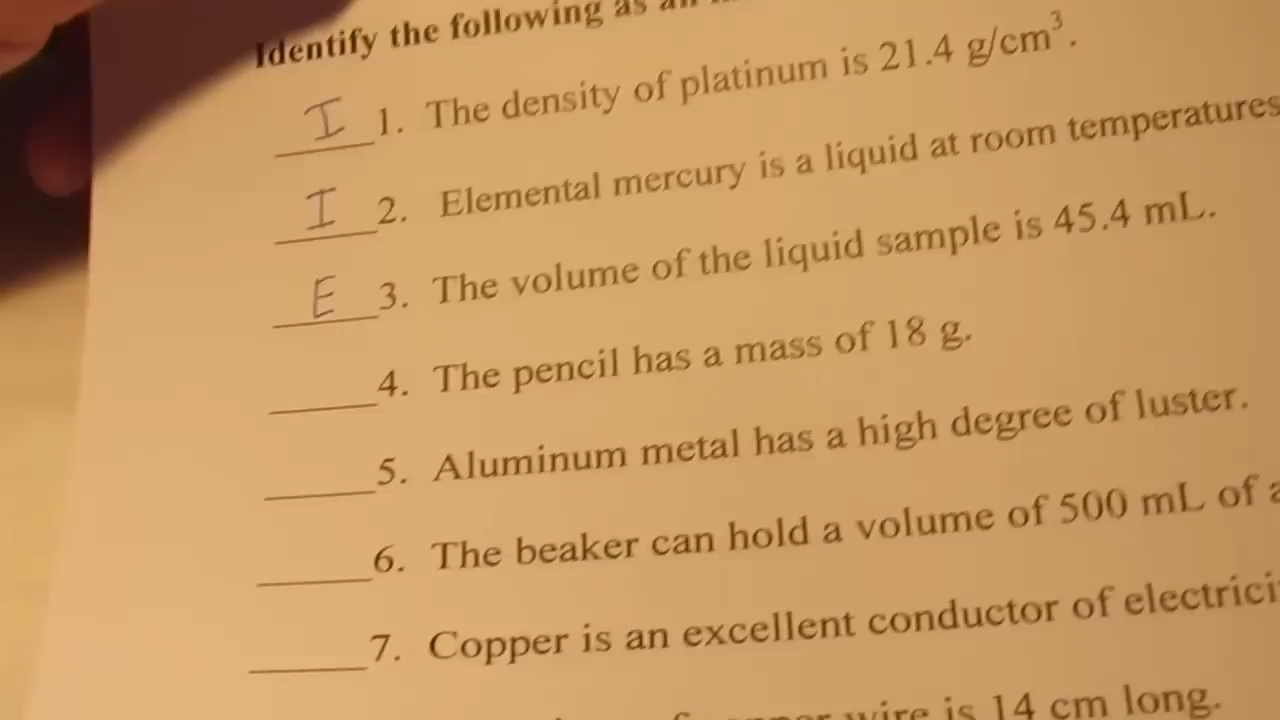 Identify the following as an
I 1. The density of platinum is 21.4 g/cm³.
I 2. Elemental mercury is a liquid at room temperatures
E 3. The volume of the liquid sample is 45.4 mL.
4. The pencil has a mass of 18 g.
5. Aluminum metal has a high degree of luster.
6. The beaker can hold a volume of 500 mL of a
7. Copper is an excellent conductor of
wire is 14 cm long.